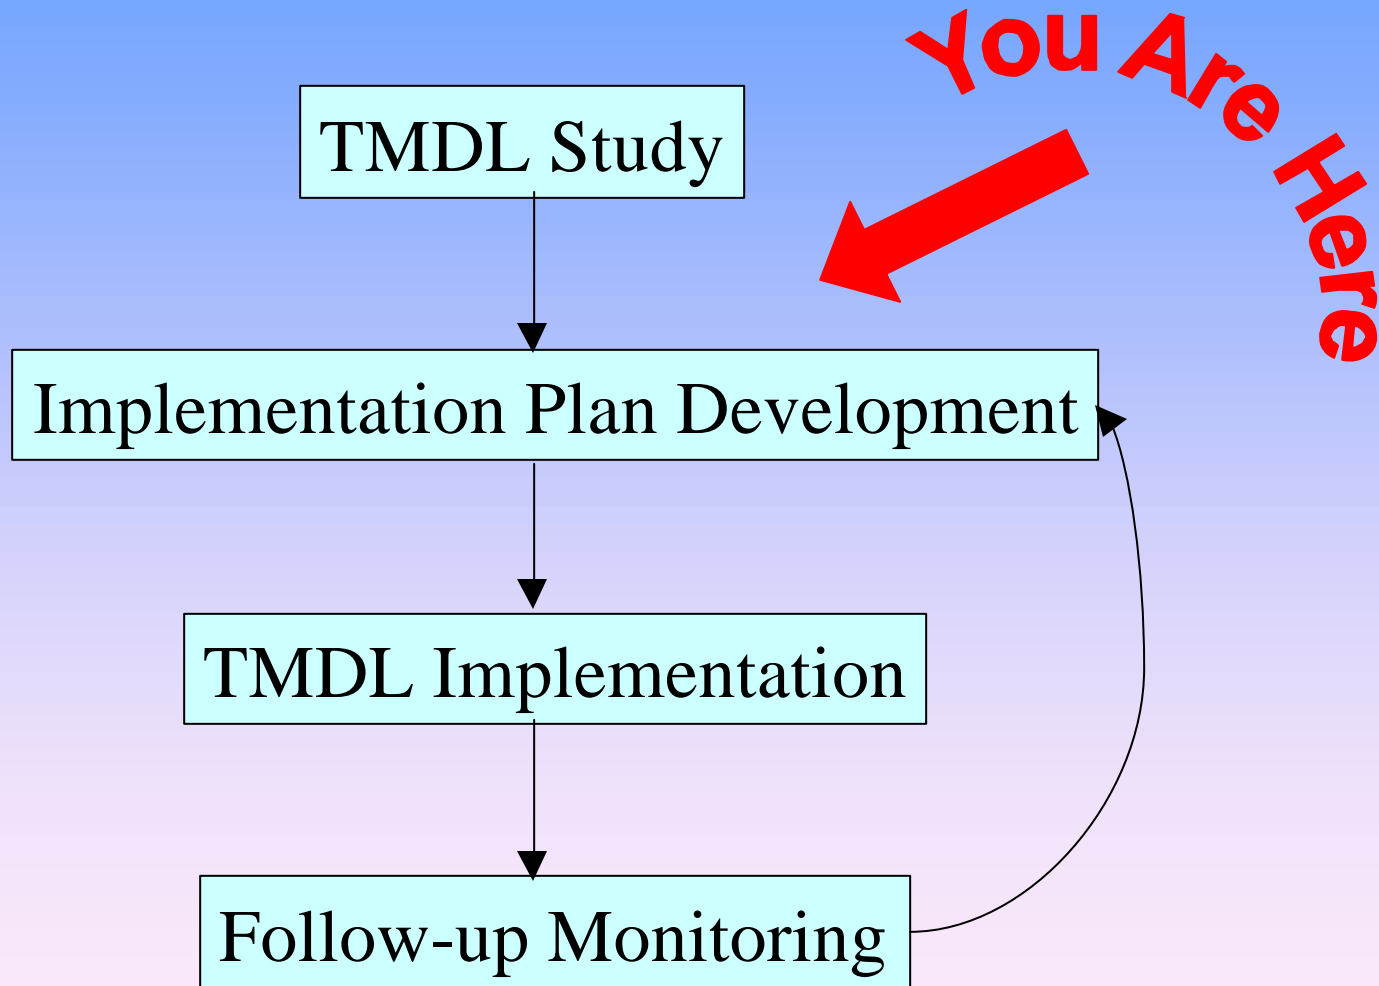 You Are Here
TMDL Study
Implementation Plan Development
TMDL Implementation
Follow-up Monitoring